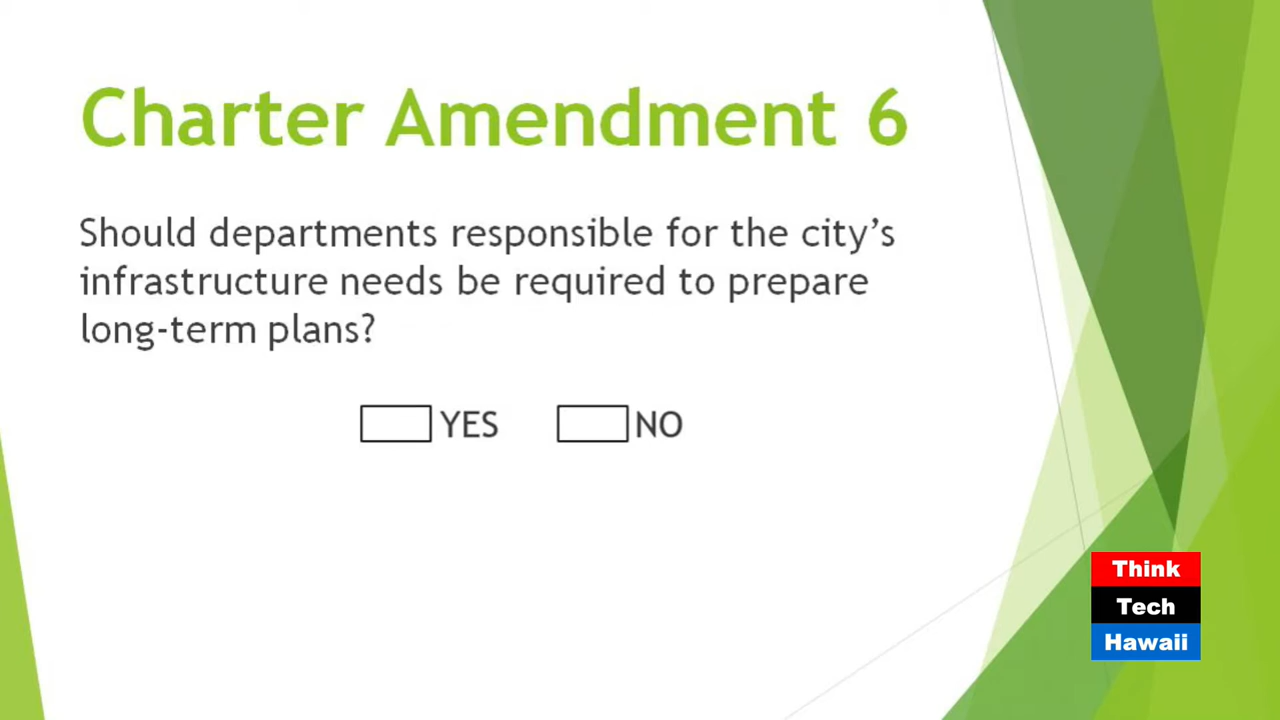 Charter Amendment 6
Should departments responsible for the city's
infrastructure needs be required to prepare
long-term plans?
YES NO
Think
Tech
Hawaii